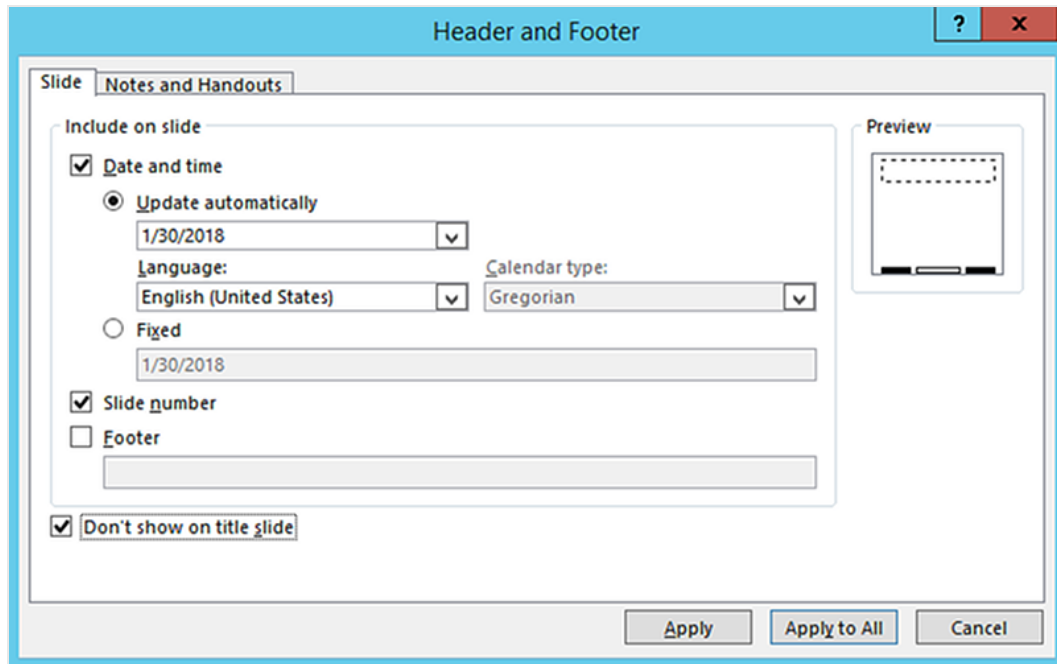 Header and Footer
? x
Slide Notes and Handouts
Include on slide
Preview
Date and time
Update automatically
1/30/2018
Language: Calendar type:
English (United States) Gregorian
Fixed
1/30/2018
Slide number
Footer
Don't show on title slide
Apply Apply to All Cancel